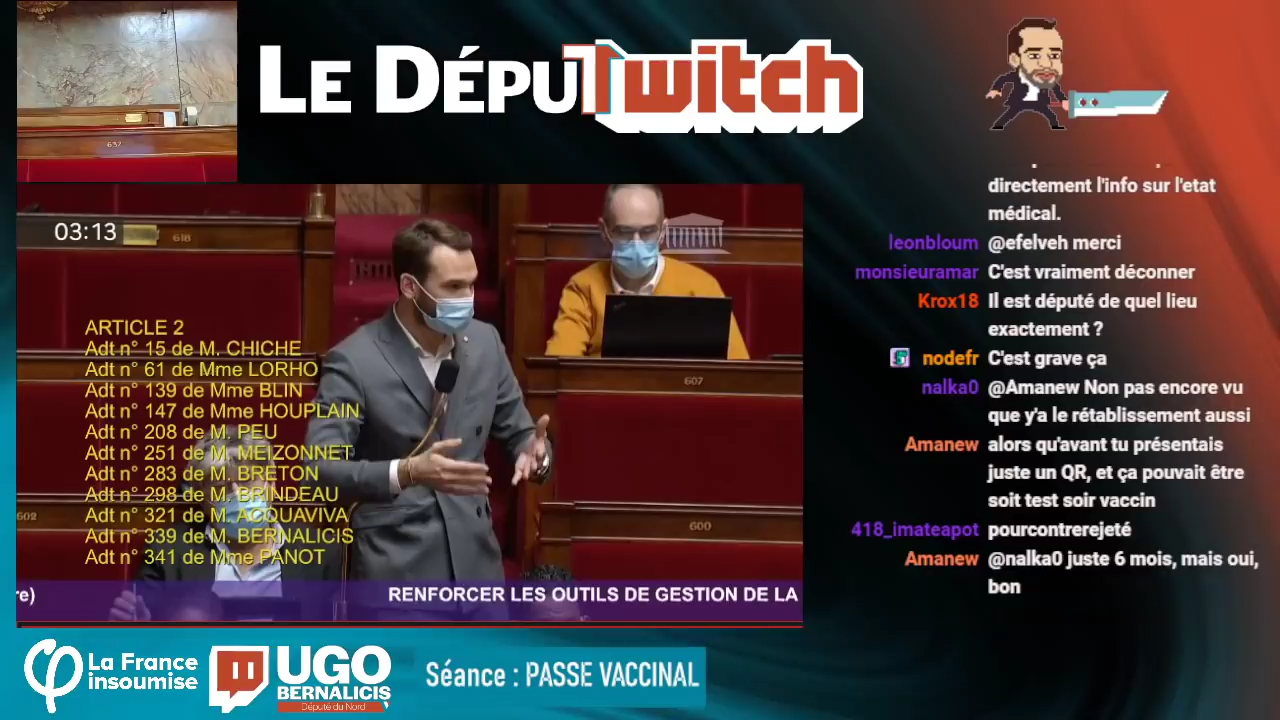 637
LE DÉPUTwitch
03:13
618
ARTICLE 2
Adt n° 15 de M. CHICHE
Adt n° 61 de Mme LORHO
Adt n° 139 de Mme BLIN
Adt n° 147 de Mme HOUPLAIN
Adt n° 208 de M. PEU
Adt n° 251 de M. MEIZONNET
Adt n° 283 de M. BRETON
Adt n° 298 de M. BRINDEAU
Adt n° 321 de M. ACQUAVIVA
Adt n° 339 de M. BERNALICIS
Adt n° 341 de Mme PANOT
607
602
600
re)
RENFORCER LES OUTILS DE GESTION DE LA
directement l'info sur l'etat
médical.
leonbloum @efelveh merci
monsieuramar C'est vraiment déconner
Krox18 Il est député de quel lieu
exactement ?
nodefr C'est grave ça
nalka0 @Amanew Non pas encore vu
que y'a le rétablissement aussi
Amanew alors qu'avant tu présentais
juste un QR, et ça pouvait être
soit test soir vaccin
418_imateapot pourcontrerejeté
Amanew @nalka0 juste 6 mois, mais oui,
bon
La France
insoumise
UGO
BERNALICIS
Député du Nord
Séance : PASSE VACCINAL